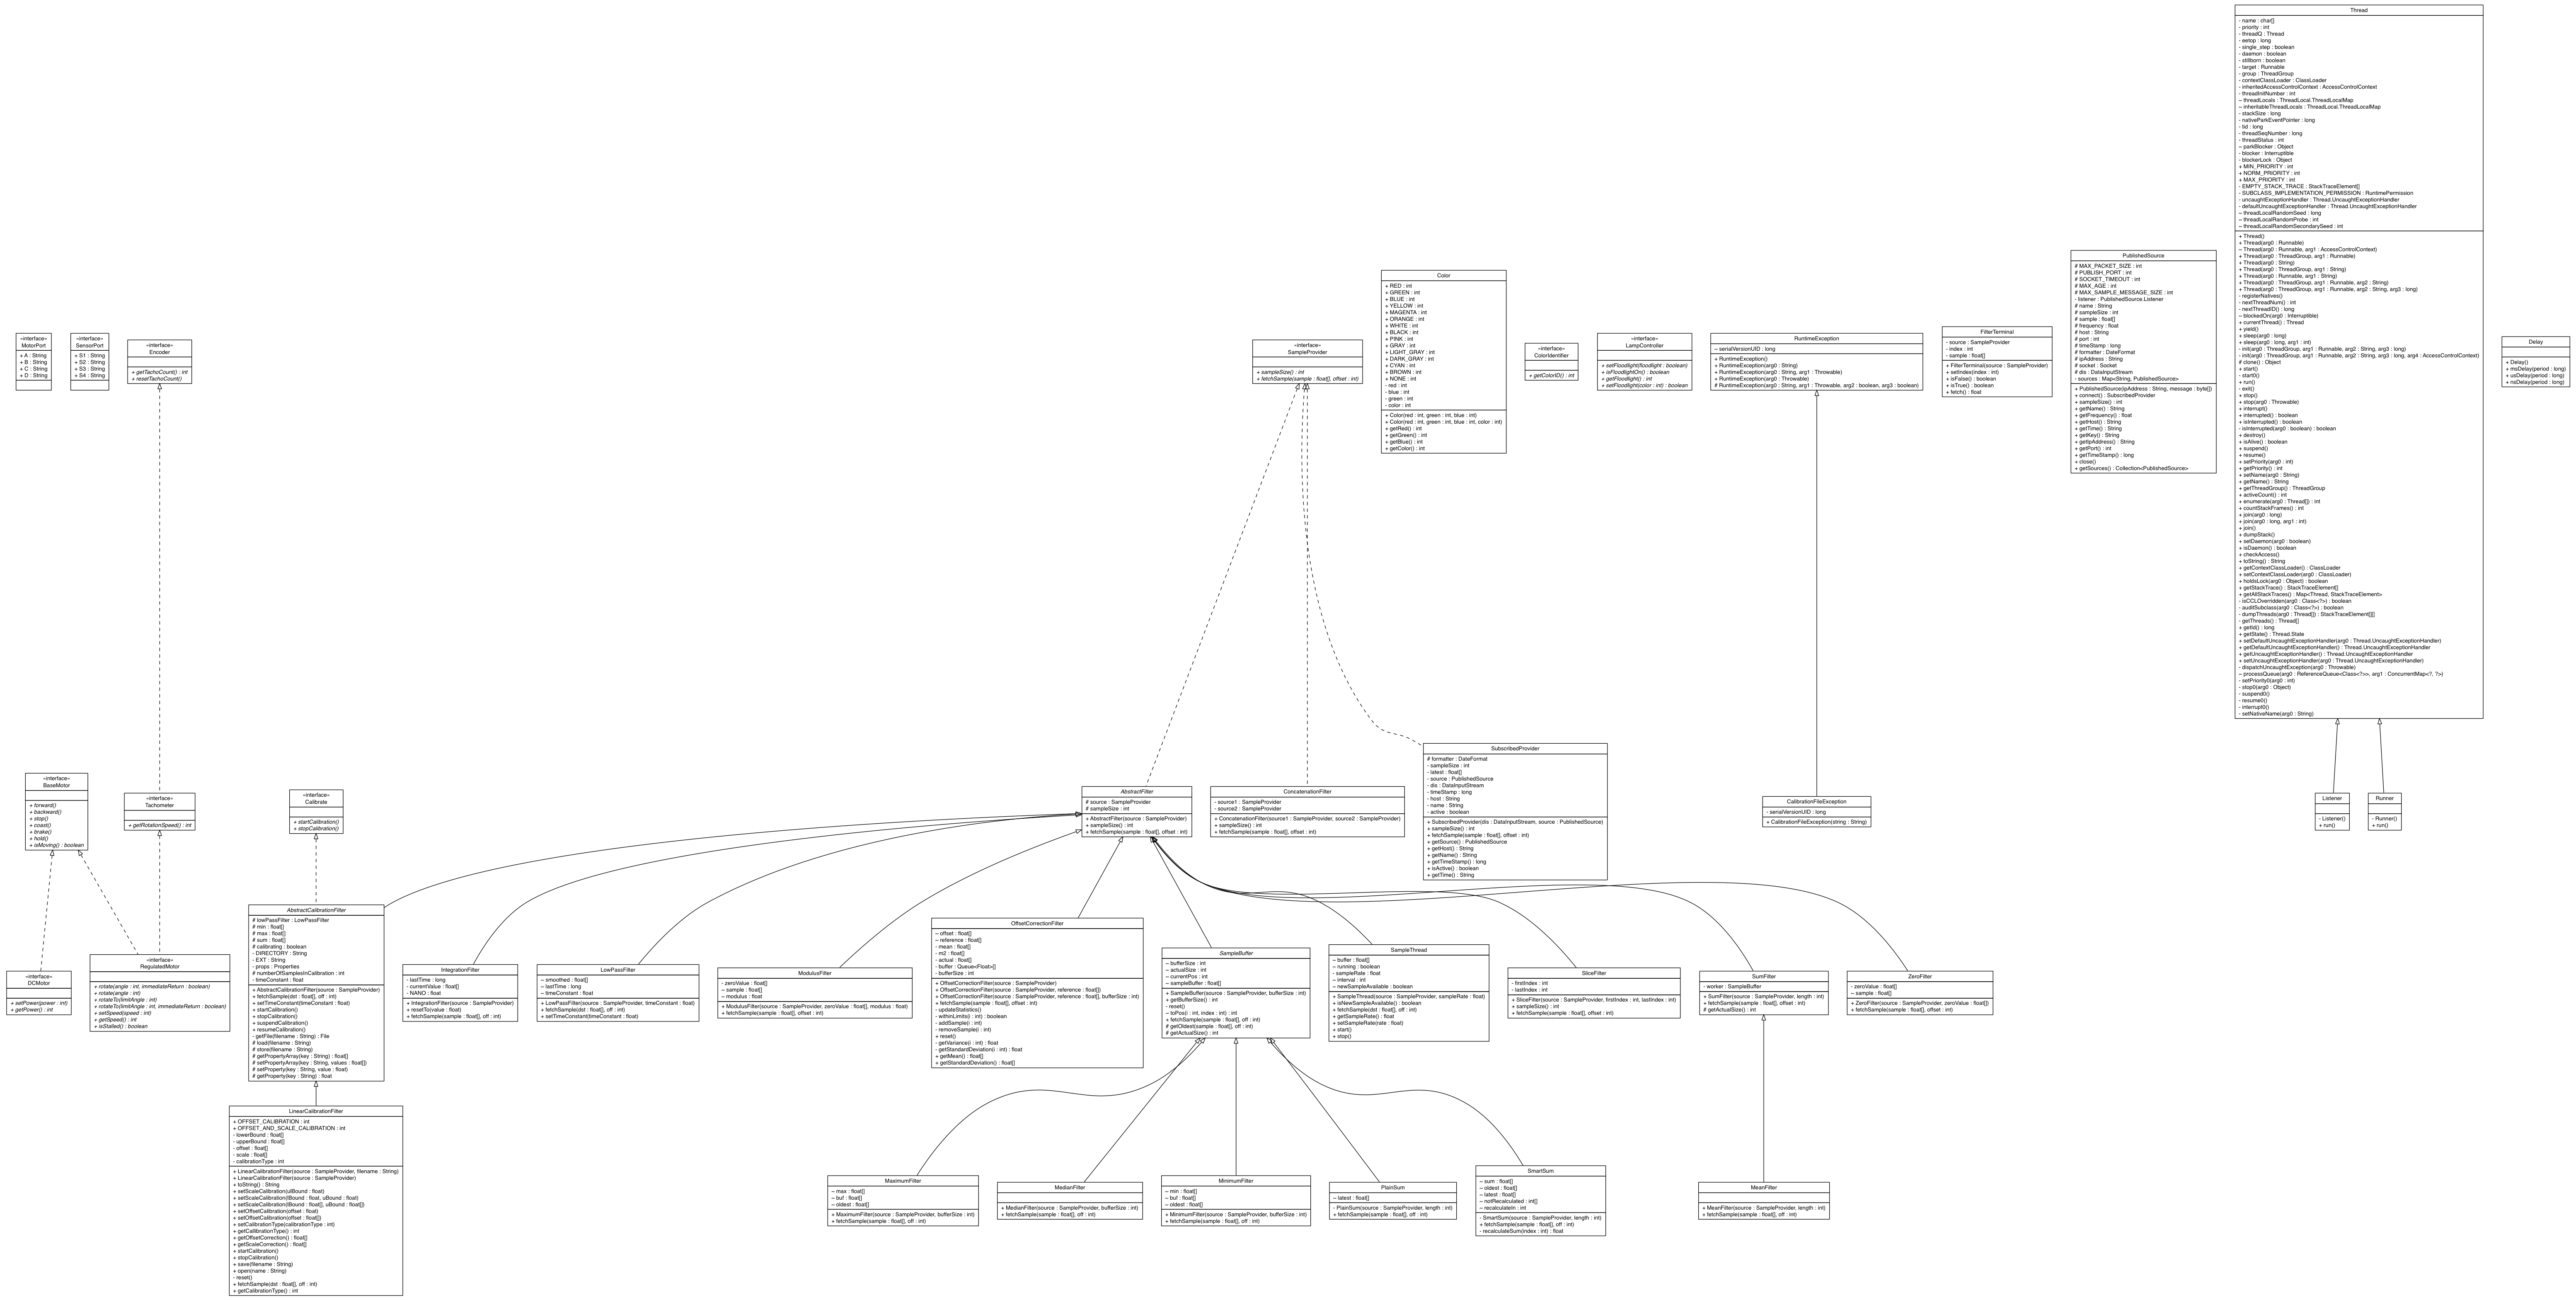 Thread
- name : char[]
- priority : int
- threadQ : Thread
- eetop : long
- single_step : boolean
- daemon : boolean
- stillborn : boolean
- target : Runnable
- group : ThreadGroup
- contextClassLoader : ClassLoader
- inheritedAccessControlContext : AccessControlContext
- threadInitNumber : int
~ threadLocals : ThreadLocal.ThreadLocalMap
~ inheritableThreadLocals : ThreadLocal.ThreadLocalMap
- stackSize : long
- nativeParkEventPointer : long
- tid : long
- threadSeqNumber : long
- threadStatus : int
~ parkBlocker : Object
- blocker : Interruptible
- blockerLock : Object
+ MIN_PRIORITY : int
+ NORM_PRIORITY : int
+ MAX_PRIORITY : int
- EMPTY_STACK_TRACE : StackTraceElement[]
- SUBCLASS_IMPLEMENTATION_PERMISSION : RuntimePermission
- uncaughtExceptionHandler : Thread.UncaughtExceptionHandler
- defaultUncaughtExceptionHandler : Thread.UncaughtExceptionHandler
~ threadLocalRandomSeed : long
~ threadLocalRandomProbe : int
~ threadLocalRandomSecondarySeed : int
+ Thread()
+ Thread(arg0 : Runnable)
~ Thread(arg0 : Runnable, arg1 : AccessControlContext)
+ Thread(arg0 : ThreadGroup, arg1 : Runnable)
+ Thread(arg0 : String)
+ Thread(arg0 : ThreadGroup, arg1 : String)
+ Thread(arg0 : Runnable, arg1 : String)
+ Thread(arg0 : ThreadGroup, arg1 : Runnable, arg2 : String)
+ Thread(arg0 : ThreadGroup, arg1 : Runnable, arg2 : String, arg3 : long)
- registerNatives()
- nextThreadNum() : int
- nextThreadID() : long
~ blockedOn(arg0 : Interruptible)
+ currentThread() : Thread
+ yield()
+ sleep(arg0 : long)
+ sleep(arg0 : long, arg1 : int)
- init(arg0 : ThreadGroup, arg1 : Runnable, arg2 : String, arg3 : long)
- init(arg0 : ThreadGroup, arg1 : Runnable, arg2 : String, arg3 : long, arg4 : AccessControlContext)
# clone() : Object
+ start()
- start0()
+ run()
- exit()
+ stop()
+ stop(arg0 : Throwable)
+ interrupt()
+ interrupted() : boolean
+ isInterrupted() : boolean
- isInterrupted(arg0 : boolean) : boolean
+ destroy()
+ isAlive() : boolean
+ suspend()
+ resume()
+ setPriority(arg0 : int)
+ getPriority() : int
+ setName(arg0 : String)
+ getName() : String
+ getThreadGroup() : ThreadGroup
+ activeCount() : int
+ enumerate(arg0 : Thread[]) : int
+ countStackFrames() : int
+ join(arg0 : long)
+ join(arg0 : long, arg1 : int)
+ join()
+ dumpStack()
+ setDaemon(arg0 : boolean)
+ isDaemon() : boolean
+ checkAccess()
+ toString() : String
+ getContextClassLoader() : ClassLoader
+ setContextClassLoader(arg0 : ClassLoader)
+ holdsLock(arg0 : Object) : boolean
+ getStackTrace() : StackTraceElement[]
+ getAllStackTraces() : Map<Thread, StackTraceElement>
- isCCLOverridden(arg0 : Class<?>) : boolean
- auditSubclass(arg0 : Class<?>) : boolean
- dumpThreads(arg0 : Thread[]) : StackTraceElement[][]
- getThreads() : Thread[]
+ getId() : long
+ getState() : Thread.State
+ setDefaultUncaughtExceptionHandler(arg0 : Thread.UncaughtExceptionHandler)
+ getDefaultUncaughtExceptionHandler() : Thread.UncaughtExceptionHandler
+ getUncaughtExceptionHandler() : Thread.UncaughtExceptionHandler
+ setUncaughtExceptionHandler(arg0 : Thread.UncaughtExceptionHandler)
- dispatchUncaughtException(arg0 : Throwable)
~ processQueue(arg0 : ReferenceQueue<Class<?>>, arg1 : ConcurrentMap<?, ?>)
- setPriority0(arg0 : int)
- stop0(arg0 : Object)
- suspend0()
- resume0()
- interrupt0()
- setNativeName(arg0 : String)
PublishedSource
# MAX_PACKET_SIZE : int
# PUBLISH_PORT : int
# SOCKET_TIMEOUT : int
# MAX_AGE : int
# MAX_SAMPLE_MESSAGE_SIZE : int
- listener : PublishedSource.Listener
# name : String
# sampleSize : int
# sample : float[]
# frequency : float
# host : String
# port : int
# timeStamp : long
# formatter : DateFormat
# ipAddress : String
# socket : Socket
# dis : DataInputStream
- sources : Map<String, PublishedSource>
+ PublishedSource(ipAddress : String, message : byte[])
+ connect() : SubscribedProvider
+ sampleSize() : int
+ getName() : String
+ getFrequency() : float
+ getHost() : String
+ getTime() : String
+ getKey() : String
+ getIpAddress() : String
+ getPort() : int
+ getTimeStamp() : long
+ close()
+ getSources() : Collection<PublishedSource>
Color
+ RED : int
+ GREEN : int
+ BLUE : int
+ YELLOW : int
+ MAGENTA : int
+ ORANGE : int
+ WHITE : int
+ BLACK : int
+ PINK : int
+ GRAY : int
+ LIGHT_GRAY : int
+ DARK_GRAY : int
+ CYAN : int
+ BROWN : int
+ NONE : int
- red : int
- blue : int
- green : int
- color : int
+ Color(red : int, green : int, blue : int)
+ Color(red : int, green : int, blue : int, color : int)
+ getRed() : int
+ getGreen() : int
+ getBlue() : int
+ getColor() : int
«interface»
MotorPort
+ A : String
+ B : String
+ C : String
+ D : String
«interface»
SensorPort
+ S1 : String
+ S2 : String
+ S3 : String
+ S4 : String
«interface»
Encoder
+ getTachoCount() : int
+ resetTachoCount()
«interface»
SampleProvider
+ sampleSize() : int
+ fetchSample(sample : float[], offset : int)
«interface»
ColorIdentifier
+ getColorID() : int
«interface»
LampController
+ setFloodlight(floodlight : boolean)
+ isFloodlightOn() : boolean
+ getFloodlight() : int
+ setFloodlight(color : int) : boolean
RuntimeException
~ serialVersionUID : long
+ RuntimeException()
+ RuntimeException(arg0 : String)
+ RuntimeException(arg0 : String, arg1 : Throwable)
+ RuntimeException(arg0 : Throwable)
# RuntimeException(arg0 : String, arg1 : Throwable, arg2 : boolean, arg3 : boolean)
FilterTerminal
- source : SampleProvider
- index : int
- sample : float[]
+ FilterTerminal(source : SampleProvider)
+ setIndex(index : int)
+ isFalse() : boolean
+ isTrue() : boolean
+ fetch() : float
Delay
+ Delay()
+ msDelay(period : long)
+ usDelay(period : long)
+ nsDelay(period : long)
«interface»
BaseMotor
+ forward()
+ backward()
+ stop()
+ coast()
+ brake()
+ hold()
+ isMoving() : boolean
«interface»
Tachometer
+ getRotationSpeed() : int
«interface»
Calibrate
+ startCalibration()
+ stopCalibration()
AbstractFilter
# source : SampleProvider
# sampleSize : int
+ AbstractFilter(source : SampleProvider)
+ sampleSize() : int
+ fetchSample(sample : float[], offset : int)
ConcatenationFilter
- source1 : SampleProvider
- source2 : SampleProvider
+ ConcatenationFilter(source1 : SampleProvider, source2 : SampleProvider)
+ sampleSize() : int
+ fetchSample(sample : float[], offset : int)
SubscribedProvider
# formatter : DateFormat
- sampleSize : int
- latest : float[]
- source : PublishedSource
- dis : DataInputStream
- timeStamp : long
- host : String
- name : String
- active : boolean
+ SubscribedProvider(dis : DataInputStream, source : PublishedSource)
+ sampleSize() : int
+ fetchSample(sample : float[], offset : int)
+ getSource() : PublishedSource
+ getHost() : String
+ getName() : String
+ getTimeStamp() : long
+ isActive() : boolean
+ getTime() : String
CalibrationFileException
- serialVersionUID : long
+ CalibrationFileException(string : String)
Listener
- Listener()
+ run()
Runner
- Runner()
+ run()
«interface»
DCMotor
+ setPower(power : int)
+ getPower() : int
«interface»
RegulatedMotor
+ rotate(angle : int, immediateReturn : boolean)
+ rotate(angle : int)
+ rotateTo(limitAngle : int)
+ rotateTo(limitAngle : int, immediateReturn : boolean)
+ setSpeed(speed : int)
+ getSpeed() : int
+ isStalled() : boolean
AbstractCalibrationFilter
# lowPassFilter : LowPassFilter
# min : float[]
# max : float[]
# sum : float[]
# calibrating : boolean
- DIRECTORY : String
- EXT : String
- props : Properties
# numberOfSamplesInCalibration : int
- timeConstant : float
+ AbstractCalibrationFilter(source : SampleProvider)
+ fetchSample(dst : float[], off : int)
+ setTimeConstant(timeConstant : float)
+ startCalibration()
+ stopCalibration()
+ suspendCalibration()
+ resumeCalibration()
- getFile(filename : String) : File
# load(filename : String)
# store(filename : String)
# getPropertyArray(key : String) : float[]
# setPropertyArray(key : String, values : float[])
# setProperty(key : String, value : float)
# getProperty(key : String) : float
IntegrationFilter
- lastTime : long
- currentValue : float[]
- NANO : float
+ IntegrationFilter(source : SampleProvider)
+ resetTo(value : float)
+ fetchSample(sample : float[], off : int)
LowPassFilter
~ smoothed : float[]
~ lastTime : long
~ timeConstant : float
+ LowPassFilter(source : SampleProvider, timeConstant : float)
+ fetchSample(dst : float[], off : int)
+ setTimeConstant(timeConstant : float)
ModulusFilter
- zeroValue : float[]
~ sample : float[]
~ modulus : float
+ ModulusFilter(source : SampleProvider, zeroValue : float[], modulus : float)
+ fetchSample(sample : float[], offset : int)
OffsetCorrectionFilter
~ offset : float[]
~ reference : float[]
- mean : float[]
- m2 : float[]
- actual : float[]
- buffer : Queue<Float>[]
- bufferSize : int
+ OffsetCorrectionFilter(source : SampleProvider)
+ OffsetCorrectionFilter(source : SampleProvider, reference : float[])
+ OffsetCorrectionFilter(source : SampleProvider, reference : float[], bufferSize : int)
+ fetchSample(sample : float[], offset : int)
+ reset()
- updateStatistics()
- withinLimits(i : int) : boolean
- addSample(i : int)
- removeSample(i : int)
- getVariance(i : int) : float
- getStandardDeviation(i : int) : float
+ getMean() : float[]
+ getStandardDeviation() : float[]
SampleBuffer
~ bufferSize : int
~ actualSize : int
~ currentPos : int
~ sampleBuffer : float[]
+ SampleBuffer(source : SampleProvider, bufferSize : int)
+ getBufferSize() : int
- reset()
~ toPos(i : int, index : int) : int
+ fetchSample(sample : float[], off : int)
# getOldest(sample : float[], off : int)
# getActualSize() : int
SampleThread
~ buffer : float[]
~ running : boolean
- sampleRate : float
~ interval : int
~ newSampleAvailable : boolean
+ SampleThread(source : SampleProvider, sampleRate : float)
+ isNewSampleAvailable() : boolean
+ fetchSample(dst : float[], off : int)
+ getSampleRate() : float
+ setSampleRate(rate : float)
+ start()
+ stop()
SliceFilter
- firstIndex : int
- lastIndex : int
+ SliceFilter(source : SampleProvider, firstIndex : int, lastIndex : int)
+ sampleSize() : int
+ fetchSample(sample : float[], offset : int)
SumFilter
- worker : SampleBuffer
+ SumFilter(source : SampleProvider, length : int)
+ fetchSample(sample : float[], offset : int)
# getActualSize() : int
ZeroFilter
- zeroValue : float[]
~ sample : float[]
+ ZeroFilter(source : SampleProvider, zeroValue : float[])
+ fetchSample(sample : float[], offset : int)
LinearCalibrationFilter
+ OFFSET_CALIBRATION : int
+ OFFSET_AND_SCALE_CALIBRATION : int
- lowerBound : float[]
- upperBound : float[]
- offset : float[]
- scale : float[]
- calibrationType : int
+ LinearCalibrationFilter(source : SampleProvider, filename : String)
+ LinearCalibrationFilter(source : SampleProvider)
+ toString() : String
+ setScaleCalibration(ulBound : float)
+ setScaleCalibration(lBound : float, uBound : float)
+ setScaleCalibration(lBound : float[], uBound : float[])
+ setOffsetCalibration(offset : float)
+ setOffsetCalibration(offset : float[])
+ setCalibrationType(calibrationType : int)
+ getCalibrationType() : int
+ getOffsetCorrection() : float[]
+ getScaleCorrection() : float[]
+ startCalibration()
+ stopCalibration()
+ save(filename : String)
+ open(name : String)
- reset()
+ fetchSample(dst : float[], off : int)
+ getCalibrationType() : int
MaximumFilter
~ max : float[]
~ buf : float[]
~ oldest : float[]
+ MaximumFilter(source : SampleProvider, bufferSize : int)
+ fetchSample(sample : float[], off : int)
MedianFilter
+ MedianFilter(source : SampleProvider, bufferSize : int)
+ fetchSample(sample : float[], off : int)
MinimumFilter
~ min : float[]
~ buf : float[]
~ oldest : float[]
+ MinimumFilter(source : SampleProvider, bufferSize : int)
+ fetchSample(sample : float[], off : int)
PlainSum
~ latest : float[]
- PlainSum(source : SampleProvider, length : int)
+ fetchSample(sample : float[], off : int)
SmartSum
~ sum : float[]
~ oldest : float[]
~ latest : float[]
~ notRecalculated : int[]
~ recalculateIn : int
- SmartSum(source : SampleProvider, length : int)
+ fetchSample(sample : float[], off : int)
- recalculateSum(index : int) : float
MeanFilter
+ MeanFilter(source : SampleProvider, length : int)
+ fetchSample(sample : float[], off : int)